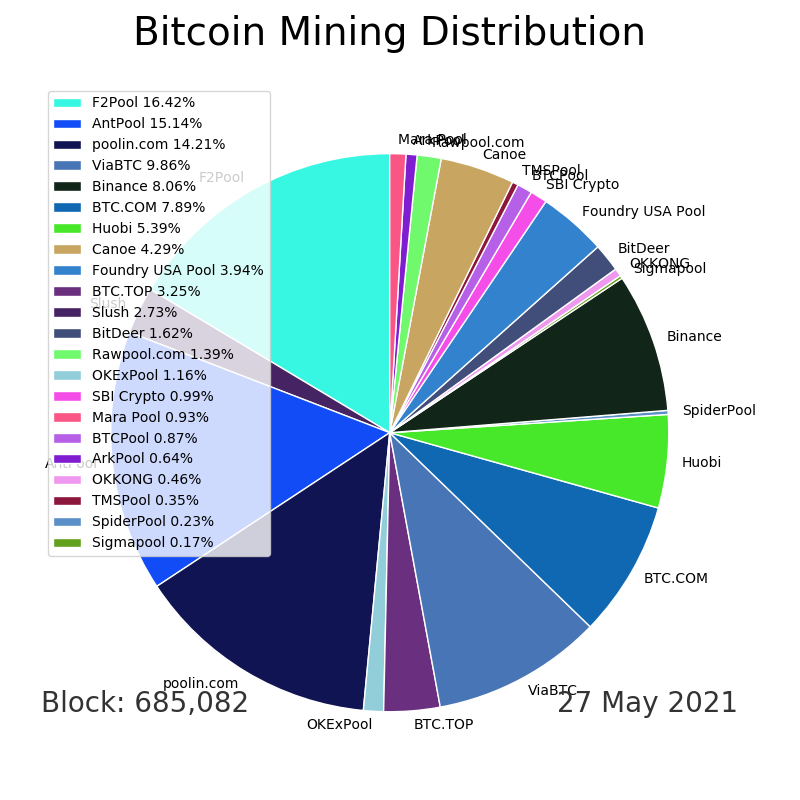 Bitcoin Mining Distribution
F2Pool 16.42%
AntPool 15.14%
poolin.com 14.21%
ViaBTC 9.86%
Binance 8.06%
BTC.COM 7.89%
Huobi 5.39%
Canoe 4.29%
Foundry USA Pool 3.94%
BTC.TOP 3.25%
Slush 2.73%
BitDeer 1.62%
Rawpool.com 1.39%
OKExPool 1.16%
SBI Crypto 0.99%
Mara Pool 0.93%
BTCPool 0.87%
ArkPool 0.64%
OKKONG 0.46%
TMSPool 0.35%
SpiderPool 0.23%
Sigmapool 0.17%
Mara Pool
ArkPool
Rawpool.com
Canoe
TMSPool
BTCPool
SBI Crypto
Foundry USA Pool
BitDeer
OKKONG
Sigmapool
Binance
SpiderPool
Huobi
BTC.COM
ViaBTC
BTC.TOP
OKExPool
poolin.com
AntPool
Slush
F2Pool
Block: 685,082
27 May 2021